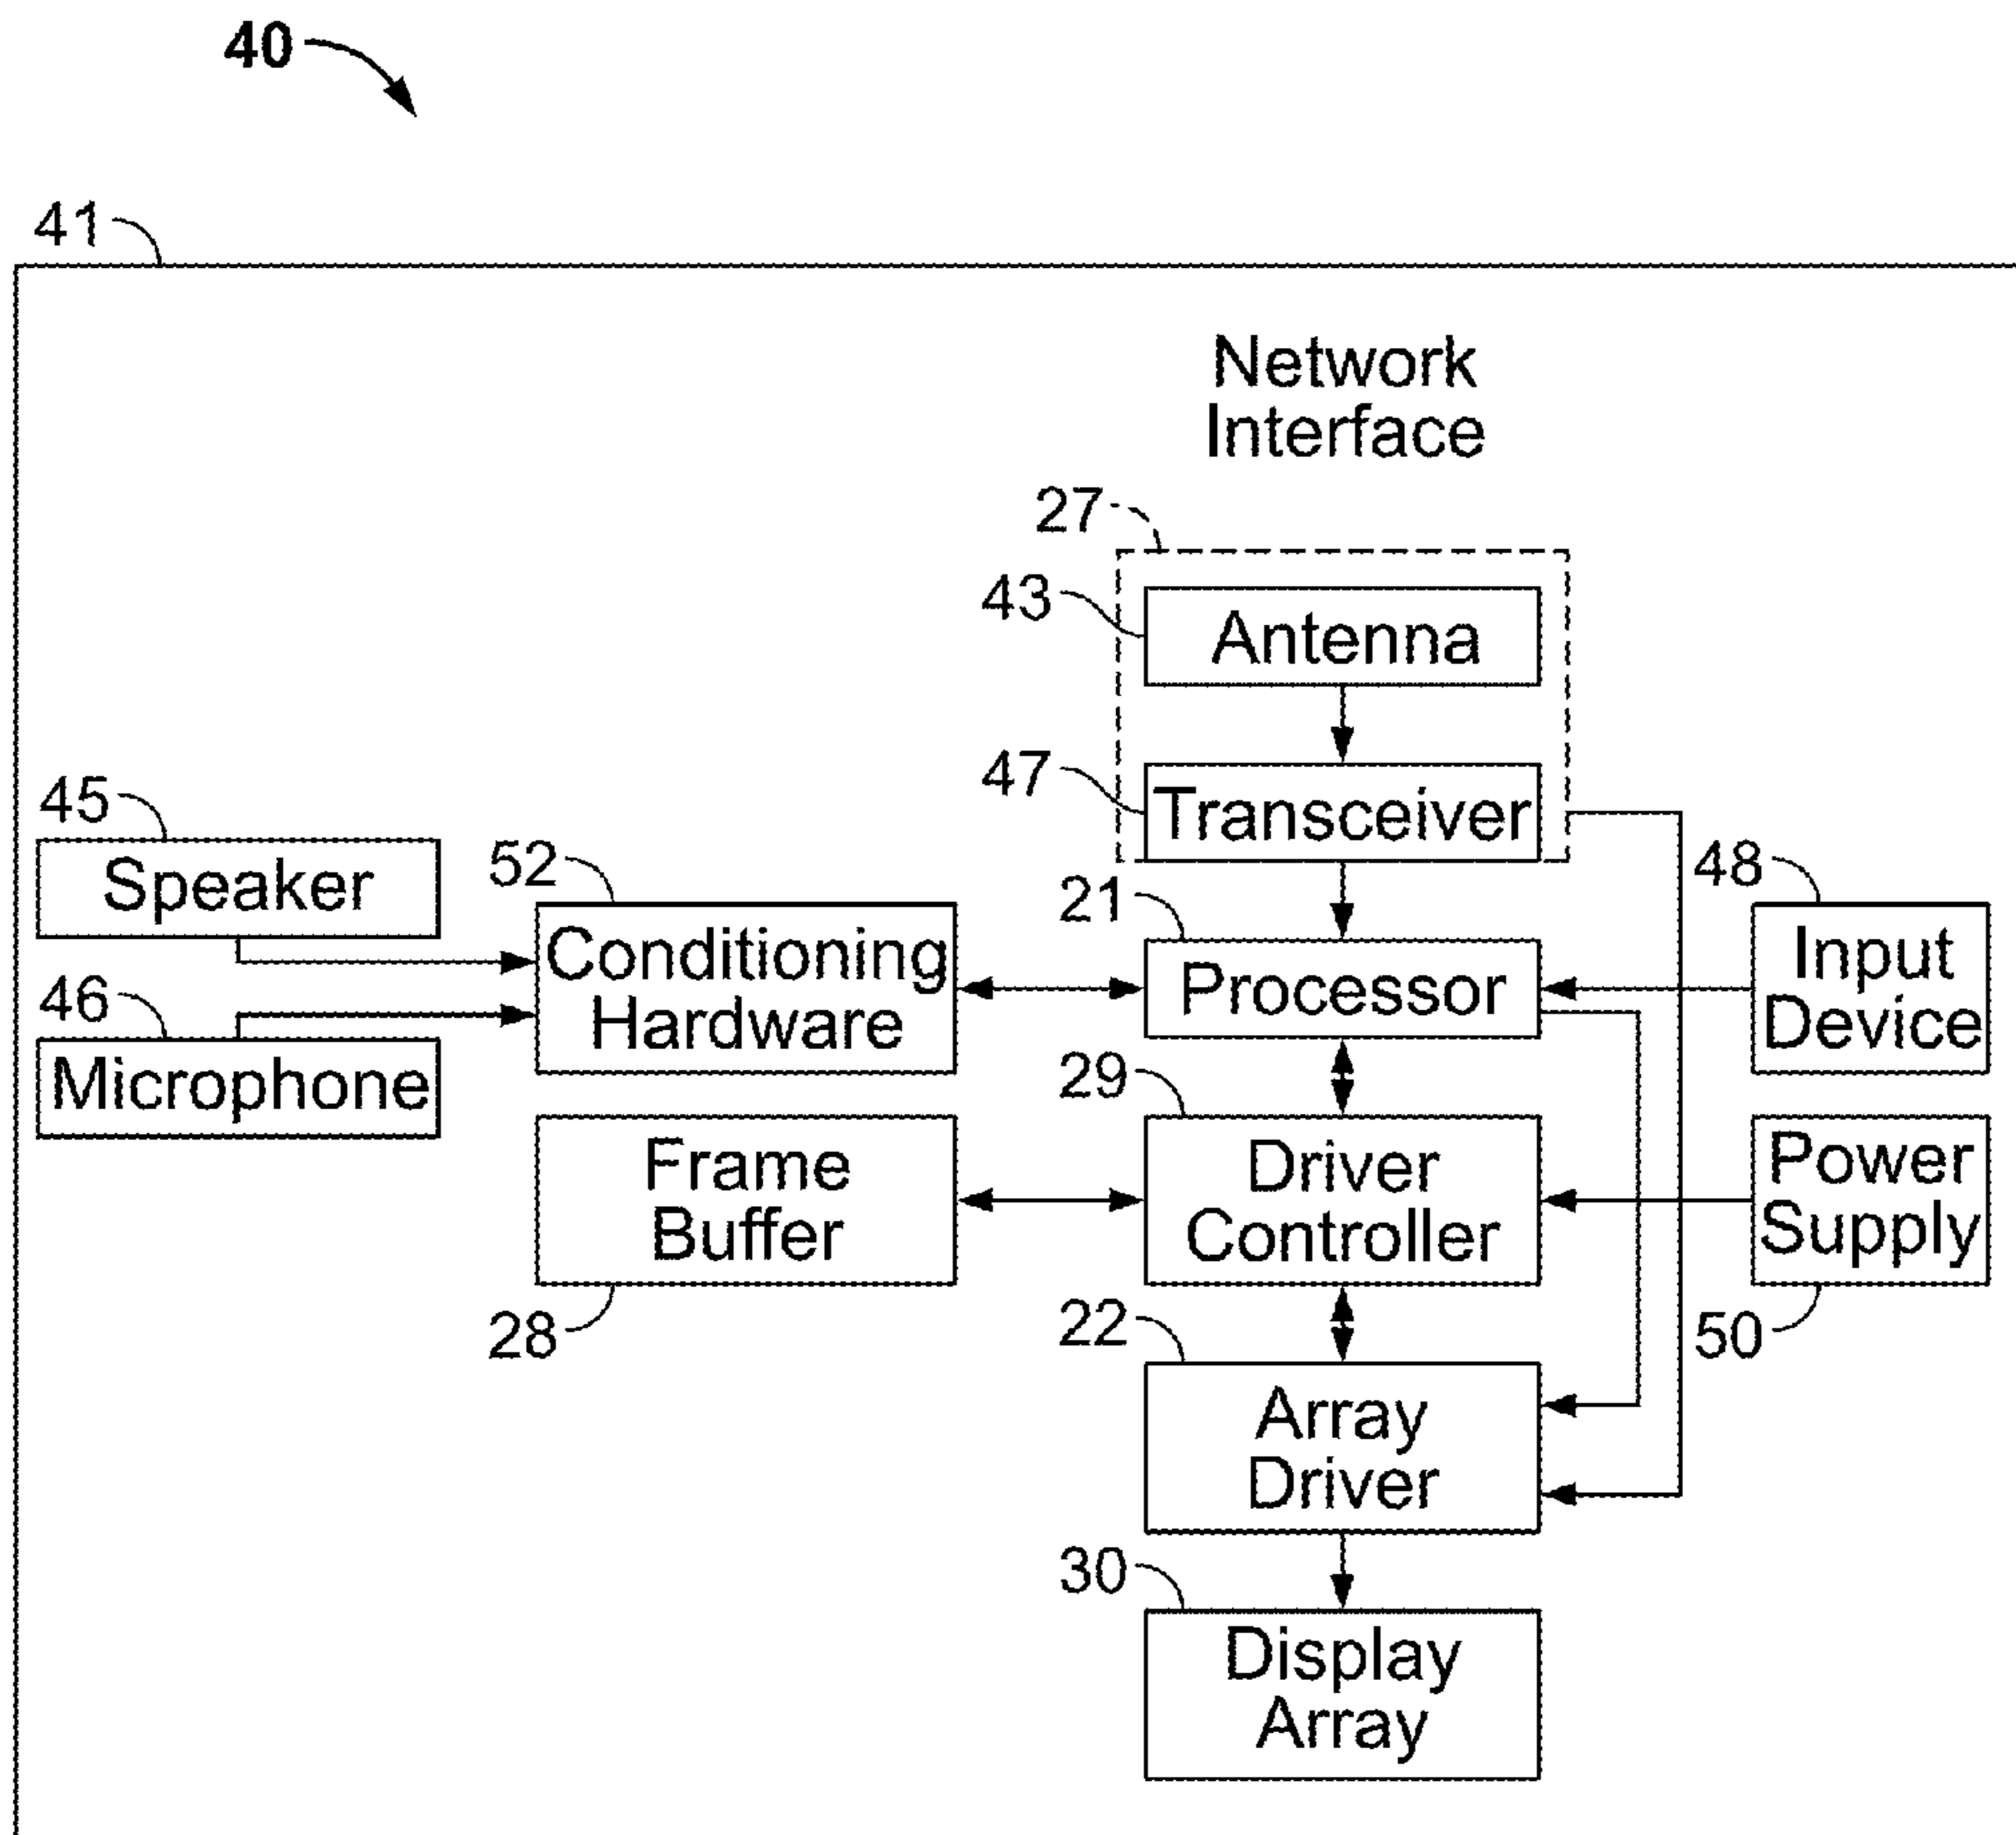 40
41
Network
Interface
27
43
Antenna
47
Transceiver
45
Speaker
52
Conditioning
Hardware
21
Processor
48
Input
Device
46
Microphone
29
Driver
Controller
Frame
Buffer
28
Power
Supply
50
22
Array
Driver
30
Display
Array